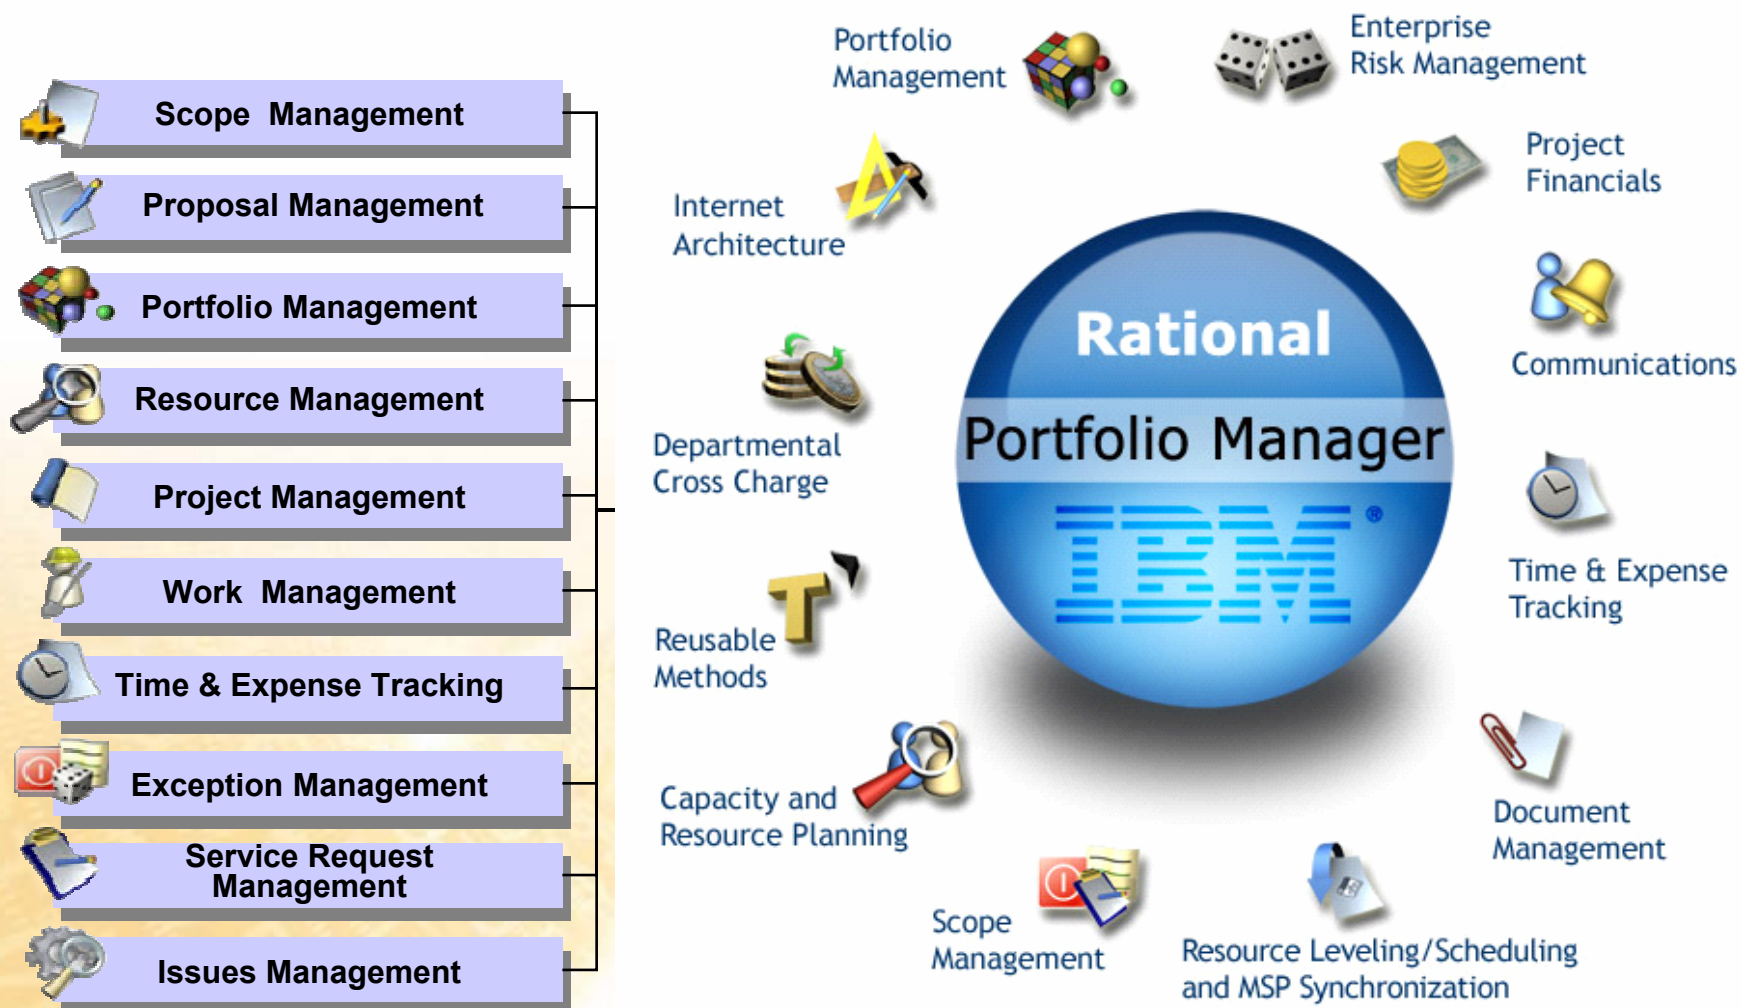 Scope Management
Proposal Management
Portfolio Management
Resource Management
Project Management
Work Management
Time & Expense Tracking
Exception Management
Service Request
Management
Issues Management
Portfolio
Management
Enterprise
Risk Management
Internet
Architecture
Project
Financials
Communications
Departmental
Cross Charge
Rational
Portfolio Manager
IBM®
Time & Expense
Tracking
Reusable
Methods
Capacity and
Resource Planning
Document
Management
Scope
Management
Resource Leveling/Scheduling
and MSP Synchronization